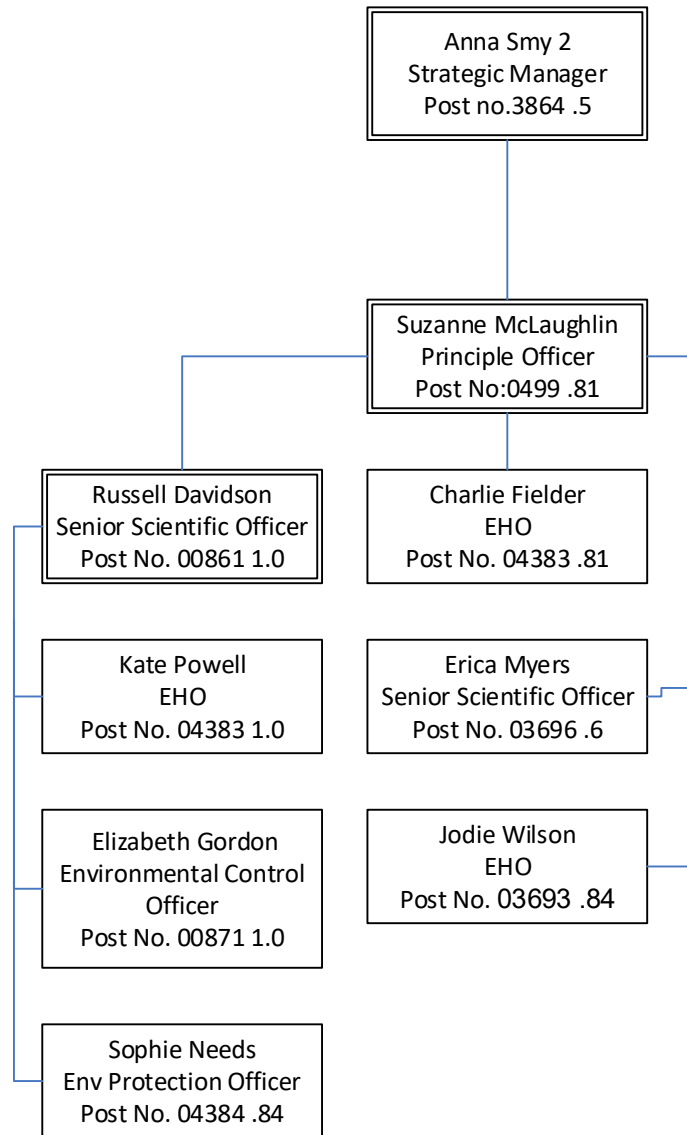 Anna Smy 2
Strategic Manager
Post no.3864 .5
Suzanne McLaughlin
Principle Officer
Post No:0499 .81
Russell Davidson
Senior Scientific Officer
Post No. 00861 1.0
Charlie Fielder
EHO
Post No. 04383 .81
Kate Powell
EHO
Post No. 04383 1.0
Erica Myers
Senior Scientific Officer
Post No. 03696 .6
Elizabeth Gordon
Environmental Control
Officer
Post No. 00871 1.0
Jodie Wilson
EHO
Post No. 03693 .84
Sophie Needs
Env Protection Officer
Post No. 04384 .84